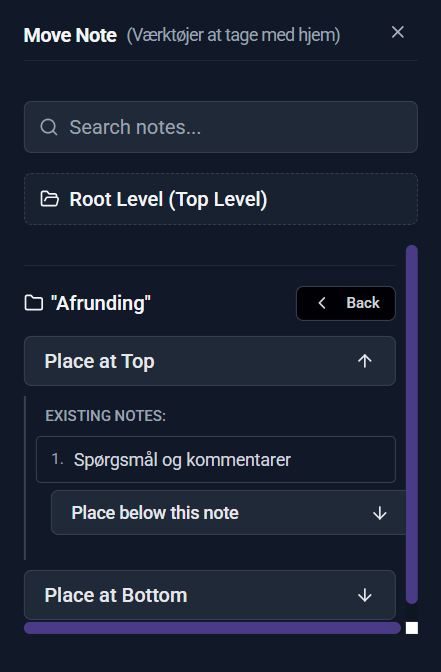 Move Note (Værktøjer at tage med hjem)
Search notes...
Root Level (Top Level)
"Afrunding"
Back
Place at Top
EXISTING NOTES:
1. Spørgsmål og kommentarer
Place below this note
Place at Bottom